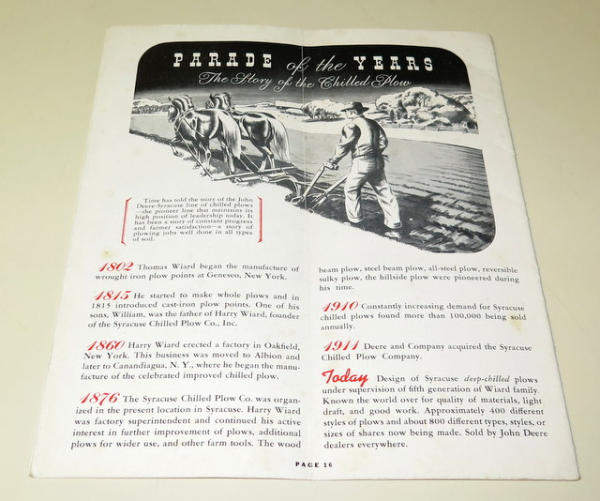 PARADE of the YEARS
The Story of the Chilled Plow
Time has told the story of the John
Deere-Syracuse line of chilled plows
—the pioneer line that maintains its
high position of leadership today. It
has been a story of constant progress
and farmer satisfaction—a story of
plowing jobs well done in all types
of soil.
1802 Thomas Wiard began the manufacture of
wrought iron plow points at Geneseo, New York.
1815 He started to make whole plows and in
1815 introduced cast-iron plow points. One of his
sons, William, was the father of Harry Wiard, founder
of the Syracuse Chilled Plow Co., Inc.
1860 Harry Wiard erected a factory in Oakfield,
New York. This business was moved to Albion and
later to Canandiagua, N. Y., where he began the manu-
facture of the celebrated improved chilled plow.
1876 The Syracuse Chilled Plow Co. was organ-
ized in the present location in Syracuse. Harry Wiard
was factory superintendent and continued his active
interest in further improvement of plows, additional
plows for wider use, and other farm tools. The wood
beam plow, steel beam plow, all-steel plow, reversible
sulky plow, the hillside plow were pioneered during
his time.
1910 Constantly increasing demand for Syracuse
chilled plows found more than 100,000 being sold
annually.
1911 Deere and Company acquired the Syracuse
Chilled Plow Company.
Today Design of Syracuse deep-chilled plows
under supervision of fifth generation of Wiard family.
Known the world over for quality of materials, light
draft, and good work. Approximately 400 different
styles of plows and about 800 different types, styles, or
sizes of shares now being made. Sold by John Deere
dealers everywhere.
PAGE 16